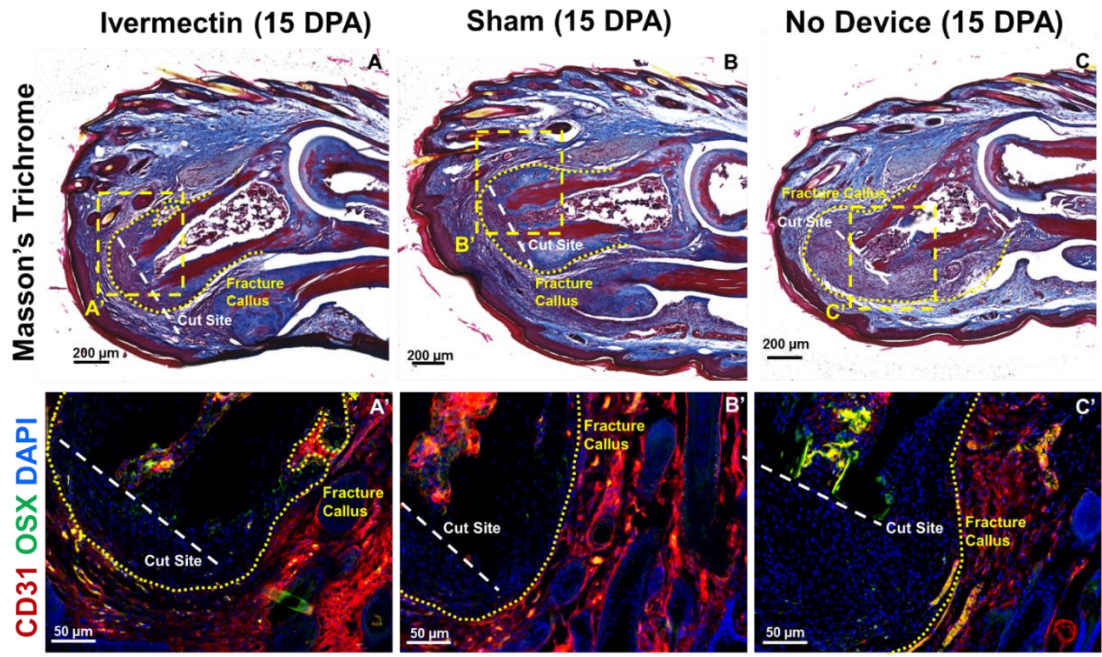 Ivermectin (15 DPA)
Sham (15 DPA)
No Device (15 DPA)
Masson's Trichrome
A
Fracture
Callus
A'
Cut Site
200 µm
B
B'
Cut Site
Fracture
Callus
200 µm
C
Fracture Callus
Cut Site
C'
200 µm
CD31 OSX DAPI
A'
Fracture
Callus
Cut Site
50 µm
B'
Fracture
Callus
Cut Site
50 µm
C'
Cut Site
Fracture
Callus
50 µm